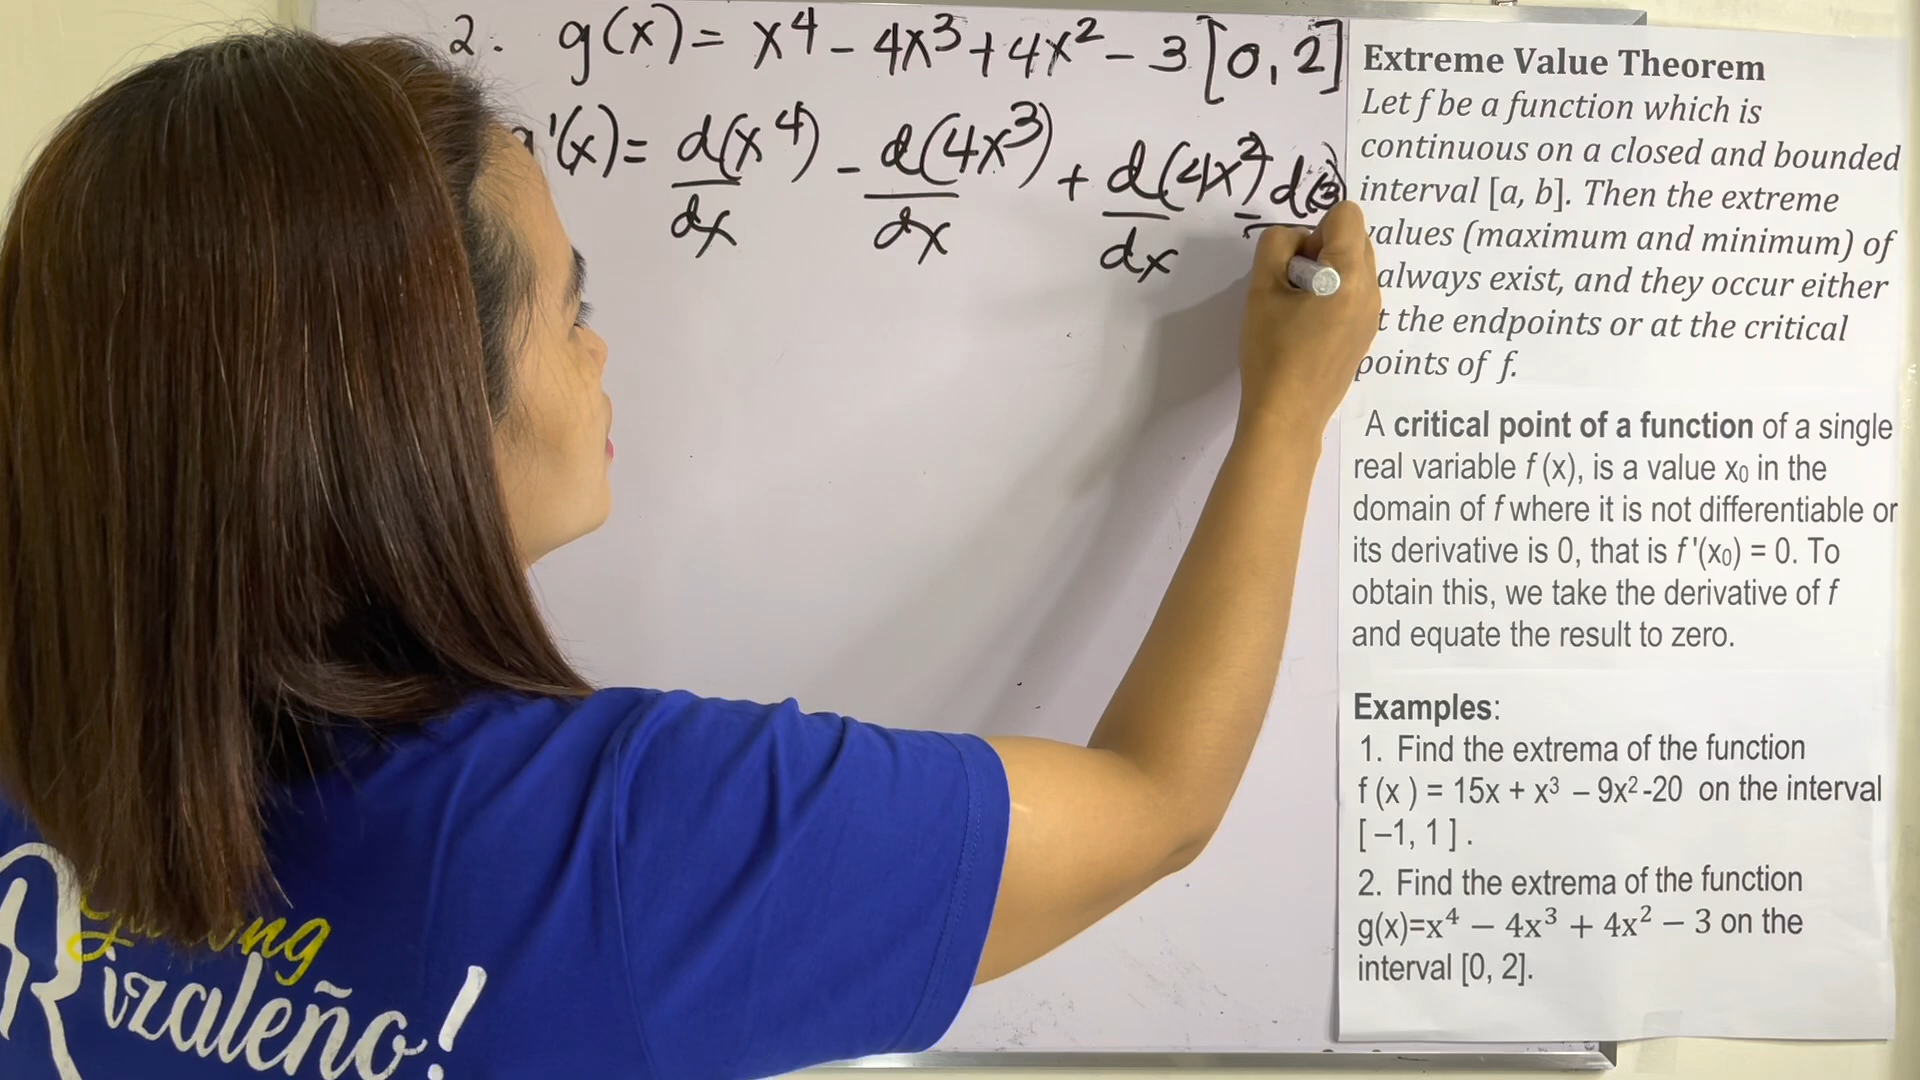 2. g(x) = x⁴ - 4x³ + 4x² - 3 [0, 2]
g'(x) = d(x⁴)/dx - d(4x³)/dx + d(4x²)/dx - d(3)
Extreme Value Theorem
Let f be a function which is
continuous on a closed and bounded
interval [a, b]. Then the extreme
values (maximum and minimum) of
always exist, and they occur either
t the endpoints or at the critical
points of f.
A critical point of a function of a single
real variable f (x), is a value x₀ in the
domain of f where it is not differentiable or
its derivative is 0, that is f '(x₀) = 0. To
obtain this, we take the derivative of f
and equate the result to zero.
Examples:
1. Find the extrema of the function
f (x ) = 15x + x³ – 9x² -20 on the interval
[ –1, 1 ] .
2. Find the extrema of the function
g(x)=x⁴ − 4x³ + 4x² − 3 on the
interval [0, 2].
Rizaleño!